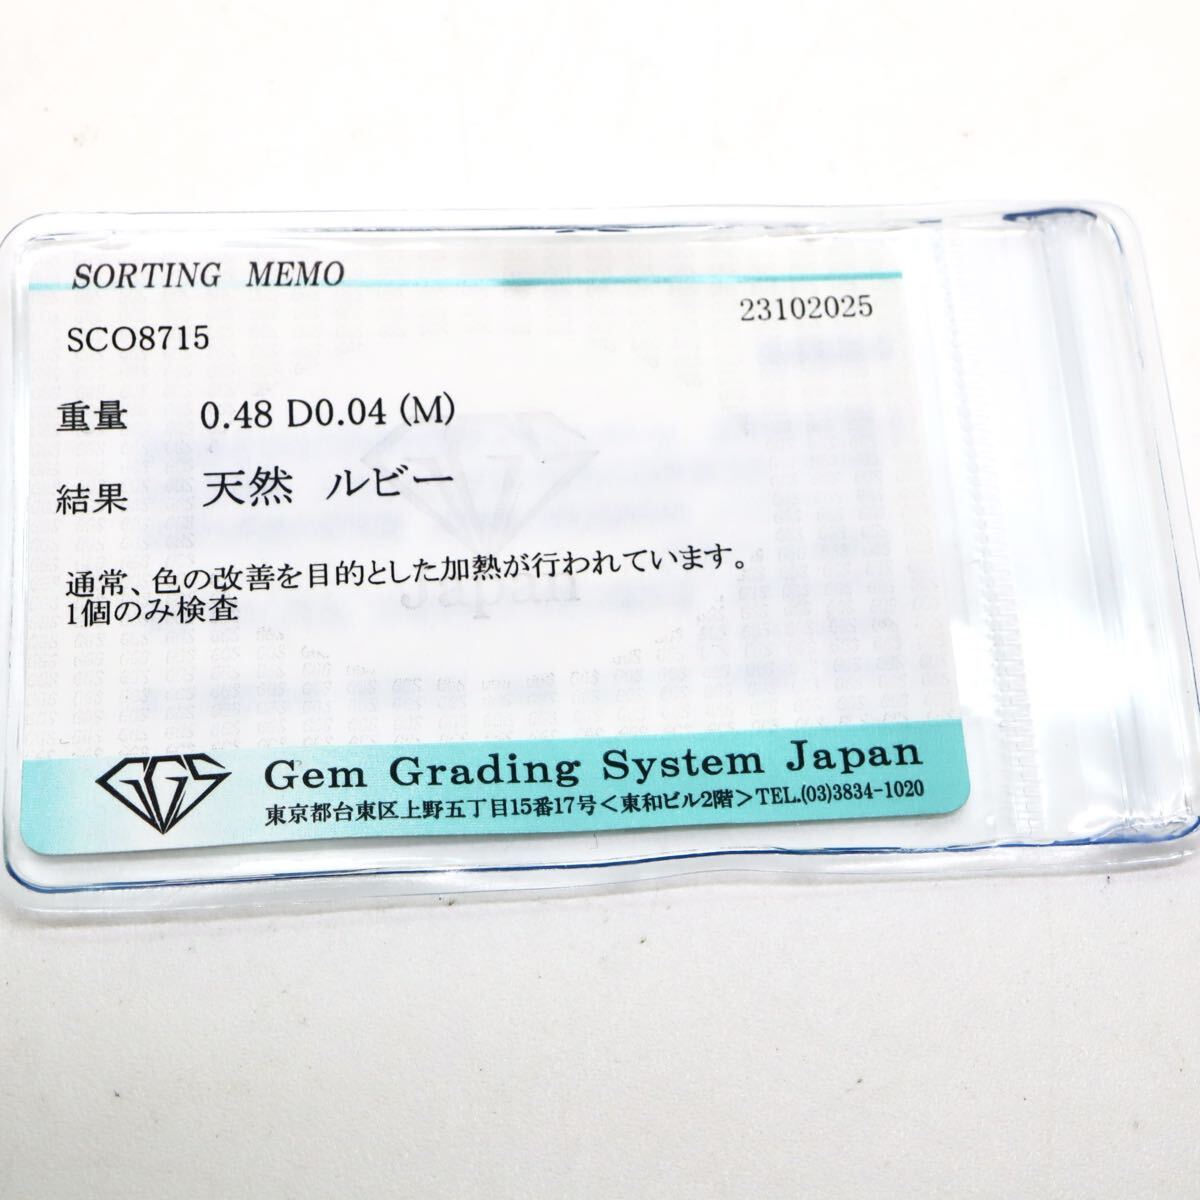 SORTING MEMO
23102025
SCO8715
重量 0.48 D0.04 (M)
結果 天然 ルビー
通常、色の改善を目的とした加熱が行われています。
1個のみ検査
Japan
GGS Gem Grading System Japan
東京都台東区上野五丁目15番17号＜東和ビル2階＞TEL.(03)3834-1020